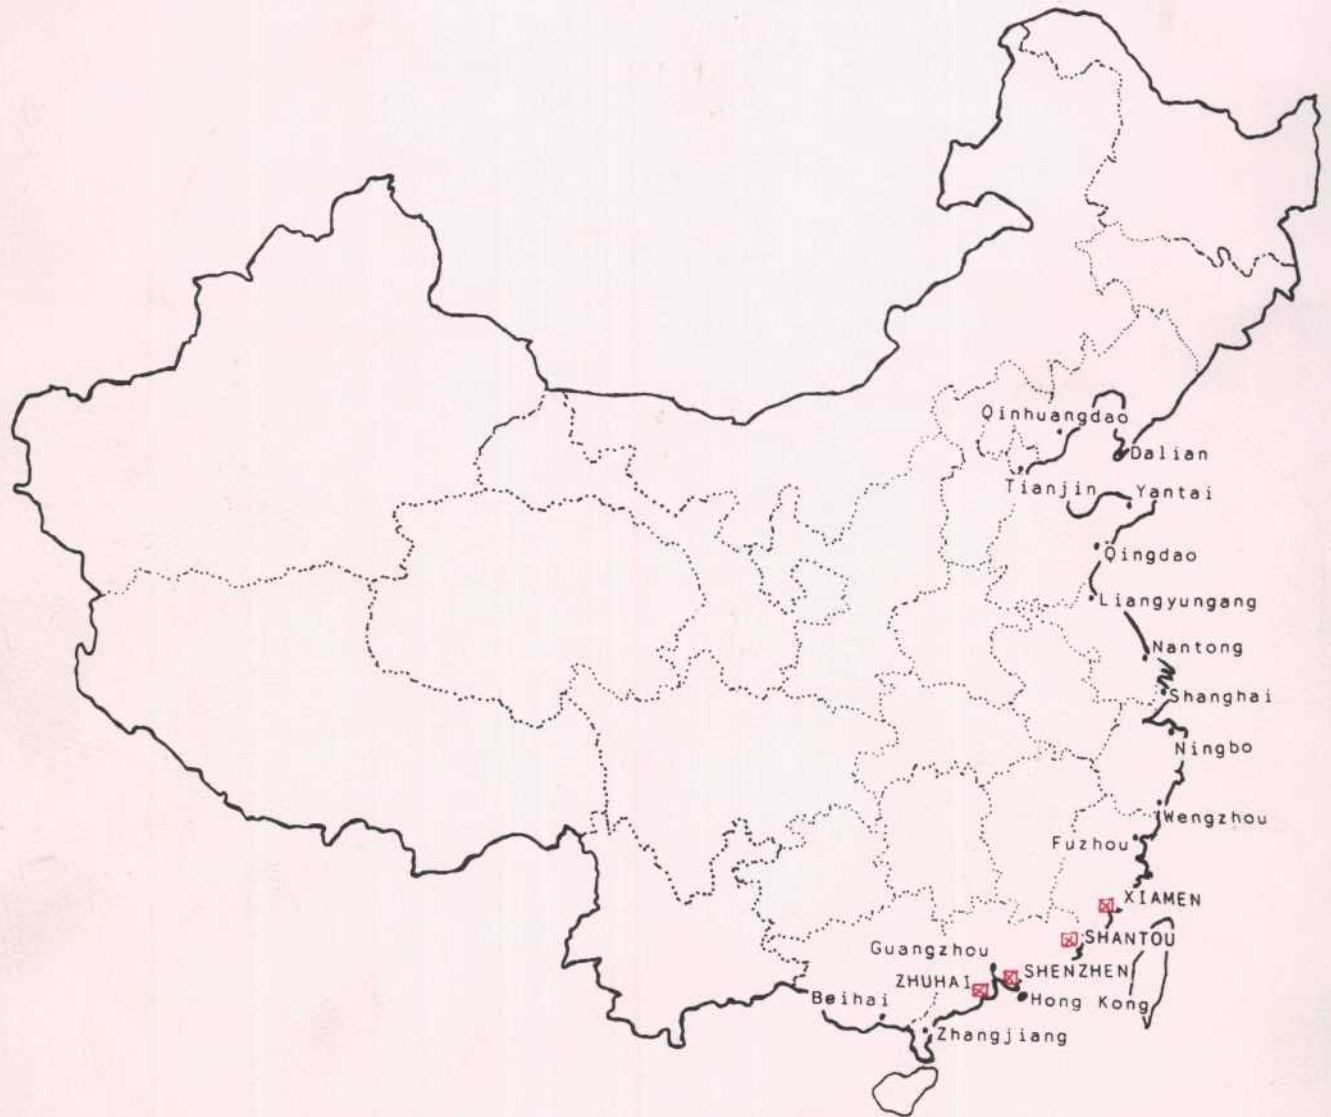 Qinhuangdao
Dalian
Tianjin
Yantai
Qingdao
Liangyungang
Nantong
Shanghai
Ningbo
Wengzhou
Fuzhou
XIAMEN
SHANTOU
Guangzhou
SHENZHEN
ZHUHAI
Hong Kong
Beihai
Zhangjiang